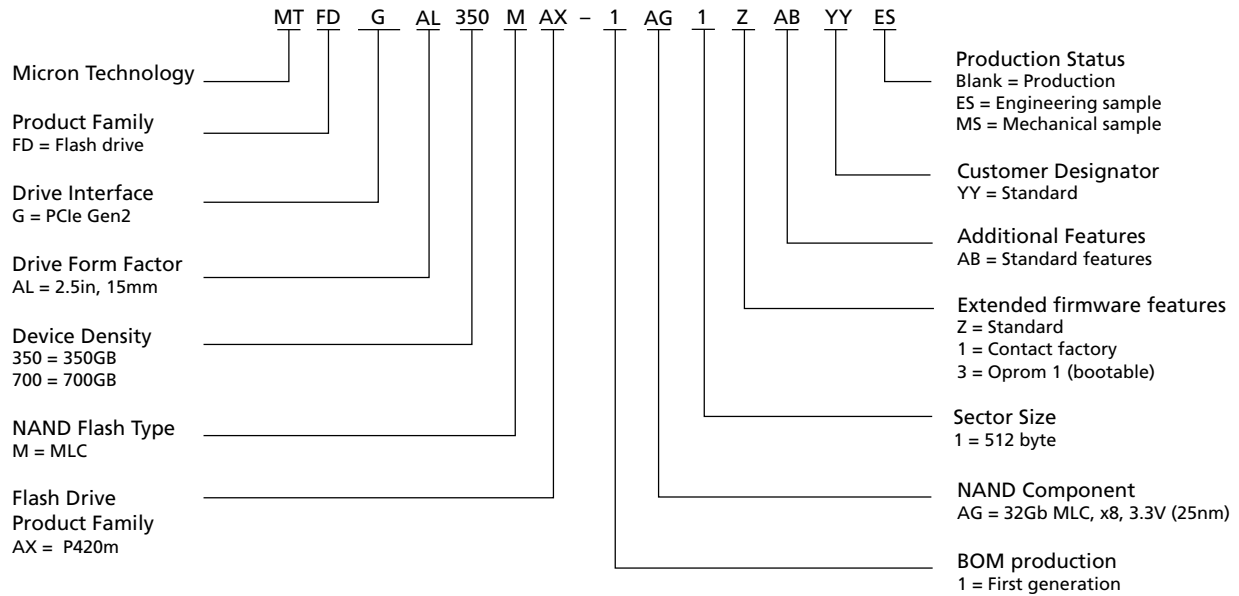 MT FD G AL 350 M AX – 1 AG 1 Z AB YY ES
Micron Technology
Product Family
FD = Flash drive
Drive Interface
G = PCIe Gen2
Drive Form Factor
AL = 2.5in, 15mm
Device Density
350 = 350GB
700 = 700GB
NAND Flash Type
M = MLC
Flash Drive
Product Family
AX = P420m
Production Status
Blank = Production
ES = Engineering sample
MS = Mechanical sample
Customer Designator
YY = Standard
Additional Features
AB = Standard features
Extended firmware features
Z = Standard
1 = Contact factory
3 = Oprom 1 (bootable)
Sector Size
1 = 512 byte
NAND Component
AG = 32Gb MLC, x8, 3.3V (25nm)
BOM production
1 = First generation